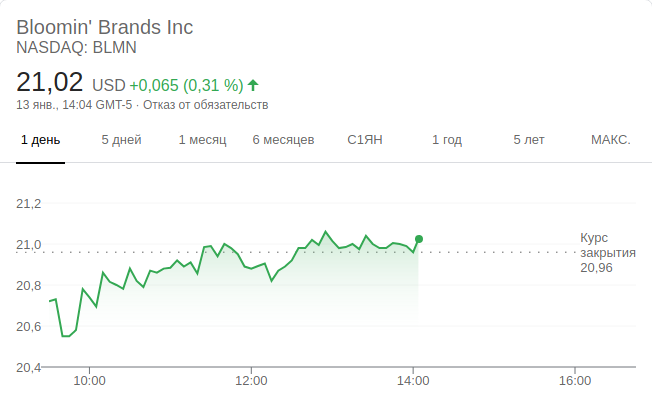 Bloomin' Brands Inc
NASDAQ: BLMN
21,02 USD +0,065 (0,31 %)
13 янв., 14:04 GMT-5 · Отказ от обязательств
1 день 5 дней 1 месяц 6 месяцев С1ЯН 1 год 5 лет МАКС.
21,2
21,0
20,8
20,6
20,4
Курс
закрытия
20,96
10:00 12:00 14:00 16:00